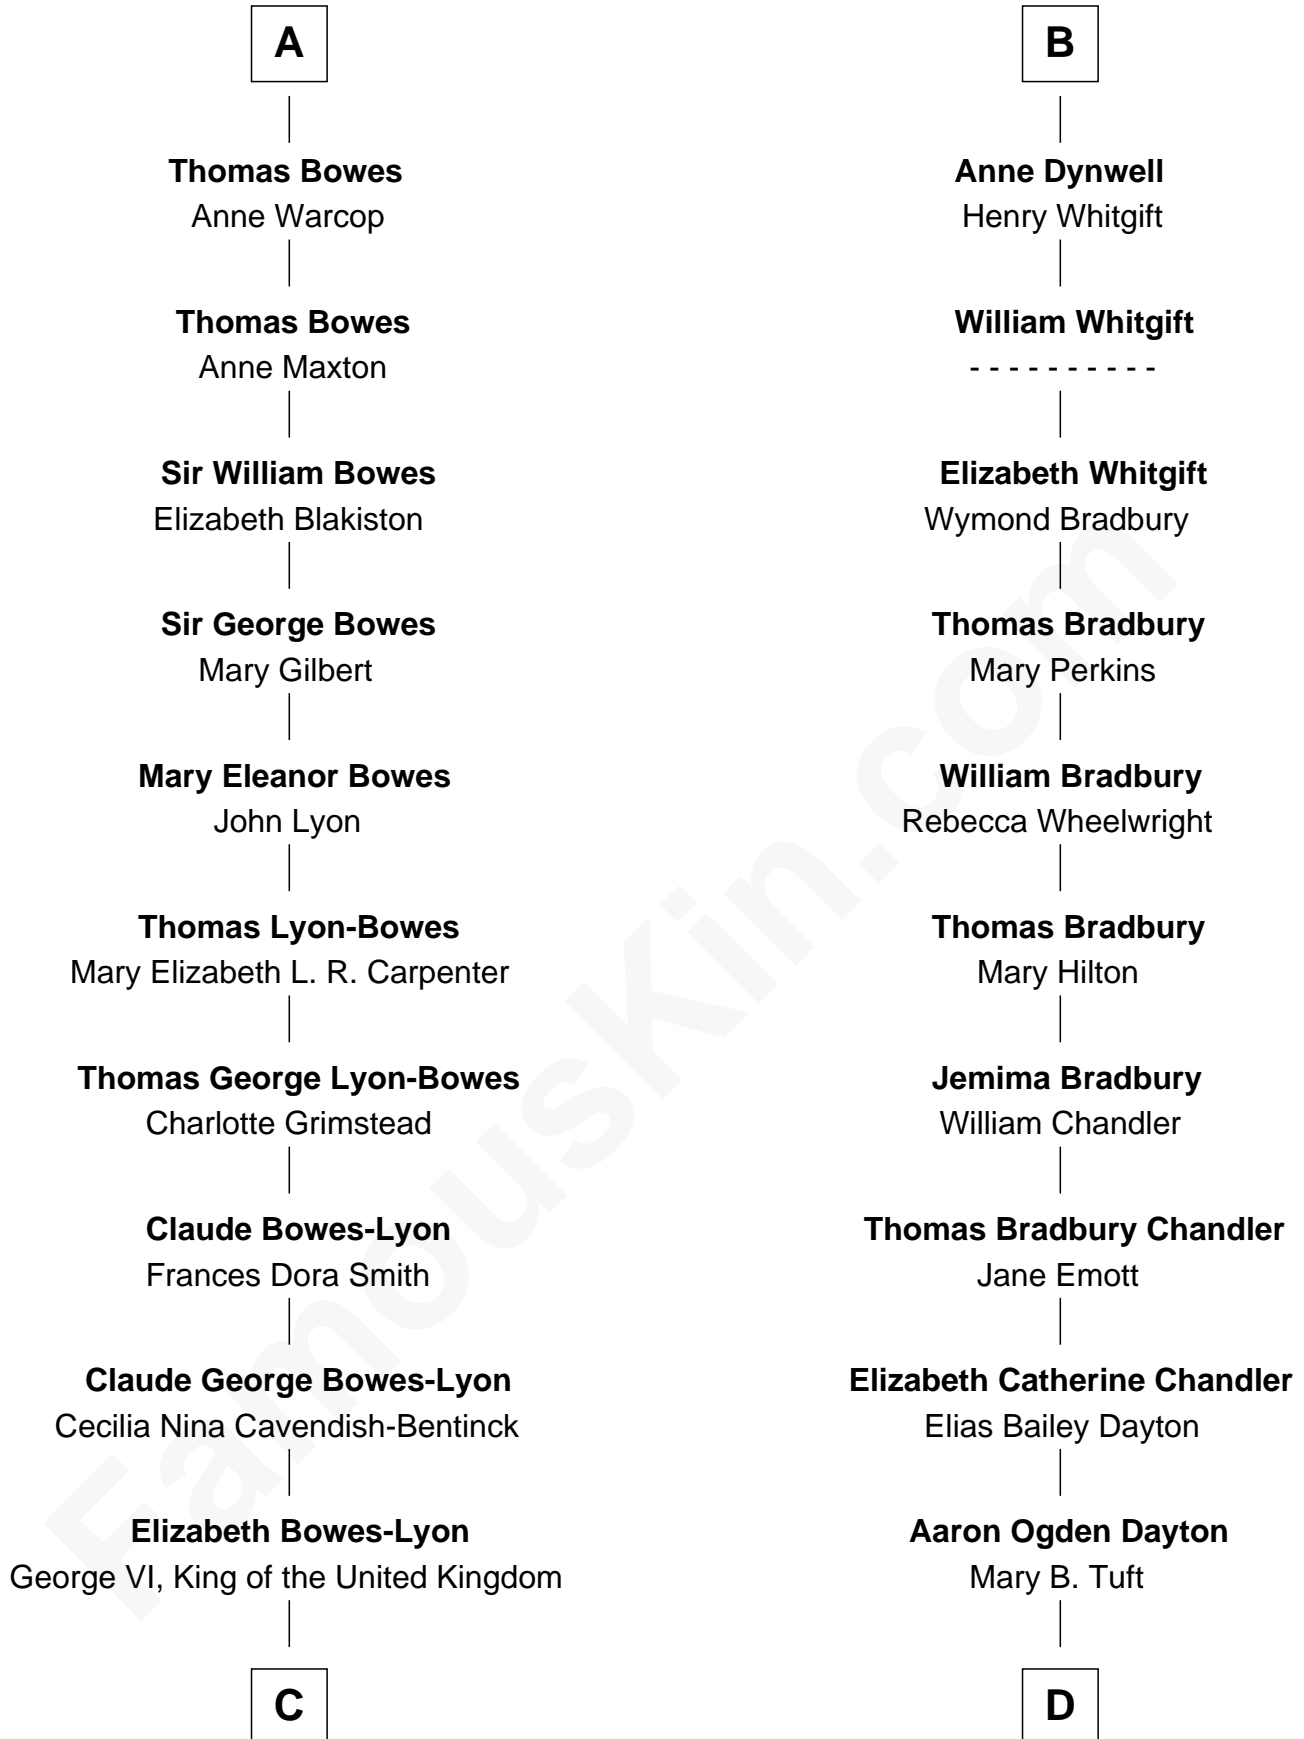 A
Thomas Bowes
Anne Warcop
Thomas Bowes
Anne Maxton
Sir William Bowes
Elizabeth Blakiston
Sir George Bowes
Mary Gilbert
Mary Eleanor Bowes
John Lyon
Thomas Lyon-Bowes
Mary Elizabeth L. R. Carpenter
Thomas George Lyon-Bowes
Charlotte Grimstead
Claude Bowes-Lyon
Frances Dora Smith
Claude George Bowes-Lyon
Cecilia Nina Cavendish-Bentinck
Elizabeth Bowes-Lyon
George VI, King of the United Kingdom
C
B
Anne Dynwell
Henry Whitgift
William Whitgift
- - - - - - - - - -
Elizabeth Whitgift
Wymond Bradbury
Thomas Bradbury
Mary Perkins
William Bradbury
Rebecca Wheelwright
Thomas Bradbury
Mary Hilton
Jemima Bradbury
William Chandler
Thomas Bradbury Chandler
Jane Emott
Elizabeth Catherine Chandler
Elias Bailey Dayton
Aaron Ogden Dayton
Mary B. Tuft
D
FamousKin.com